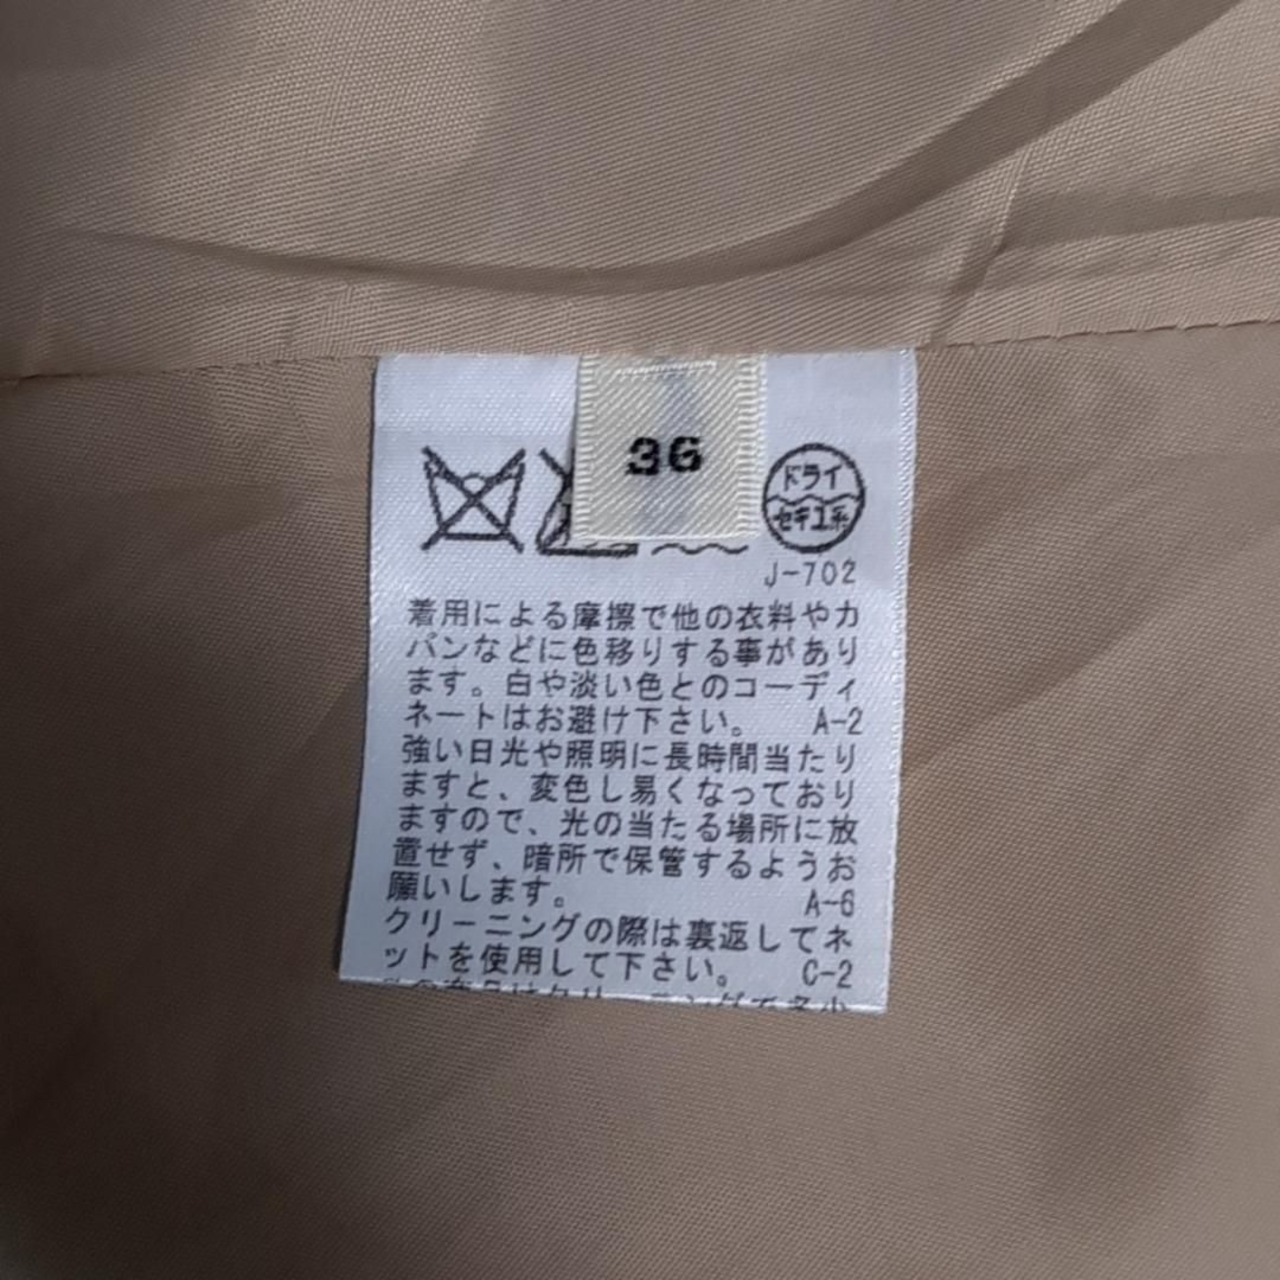 36
ドライ
セキユ系
J-702
着用による摩擦で他の衣料やカ
バンなどに色移りする事があり
ます。白や淡い色とのコーディ
ネートはお避け下さい。 A-2
強い日光や照明に長時間当たり
ますと、変色し易くなっており
ますので、光の当たる場所に放
置せず、暗所で保管するようお
願いします。 A-6
クリーニングの際は裏返してネ
ットを使用して下さい。 C-2